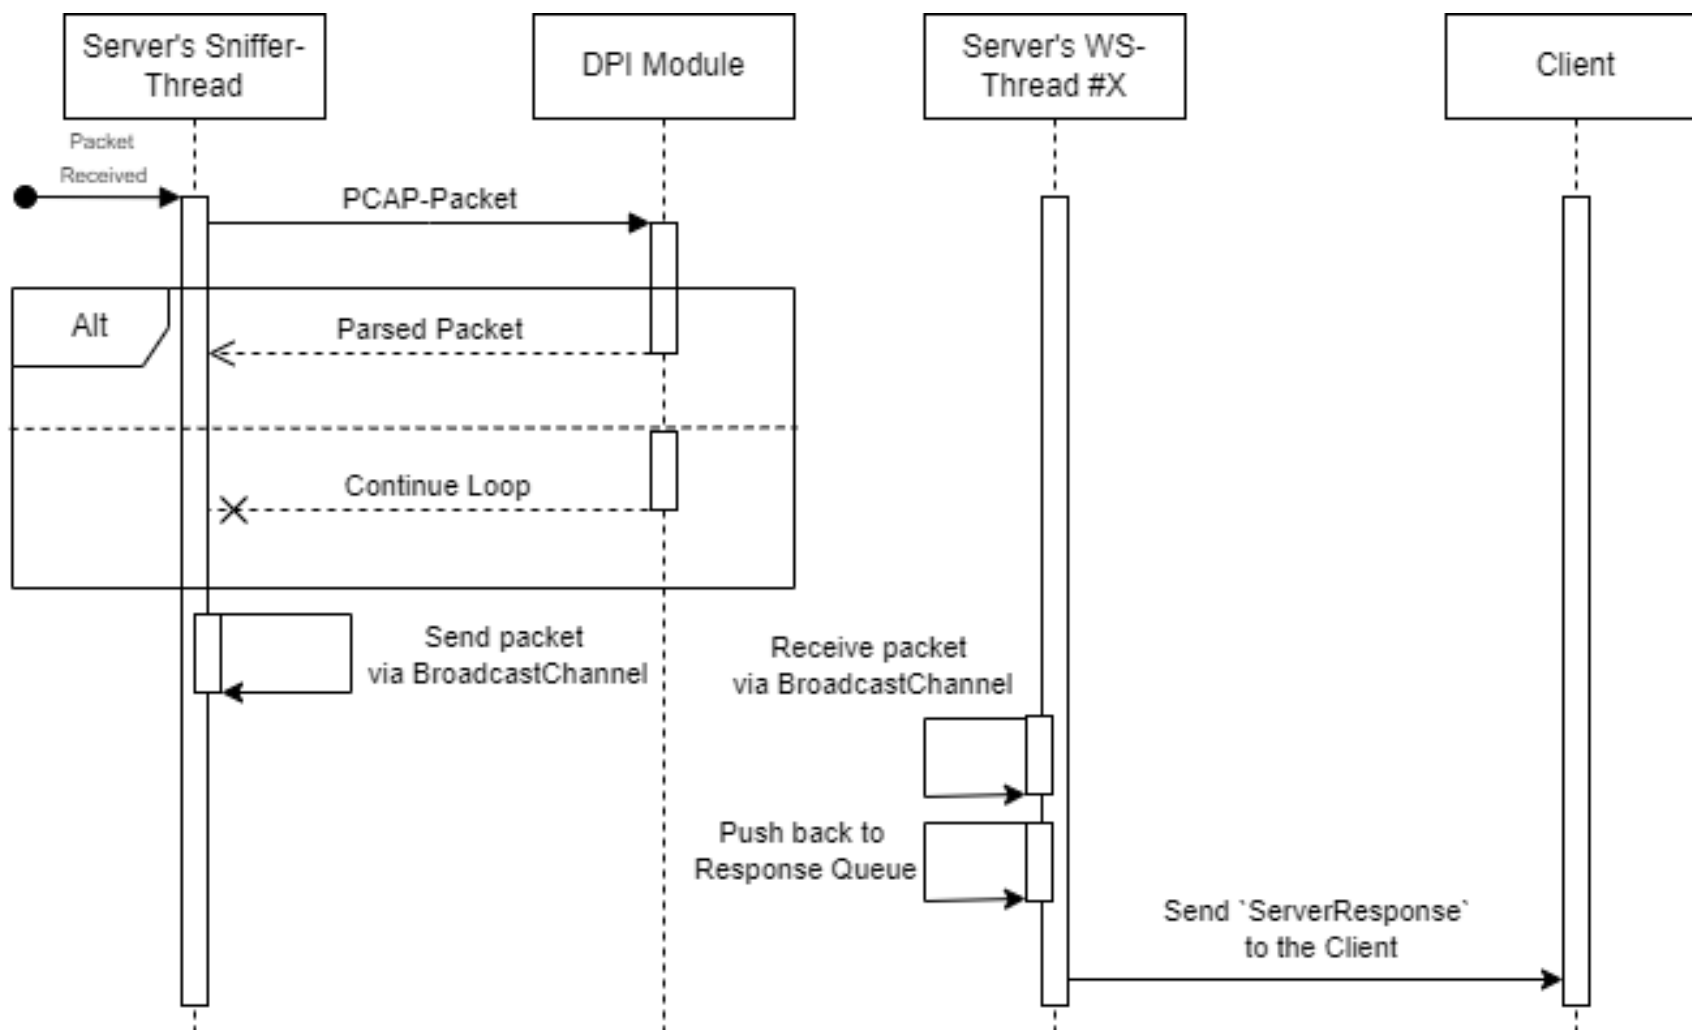 Server's Sniffer-
Thread
DPI Module
Server's WS-
Thread #X
Client
Packet
Received
PCAP-Packet
Alt
Parsed Packet
Continue Loop
Send packet
via BroadcastChannel
Receive packet
via BroadcastChannel
Push back to
Response Queue
Send `ServerResponse`
to the Client